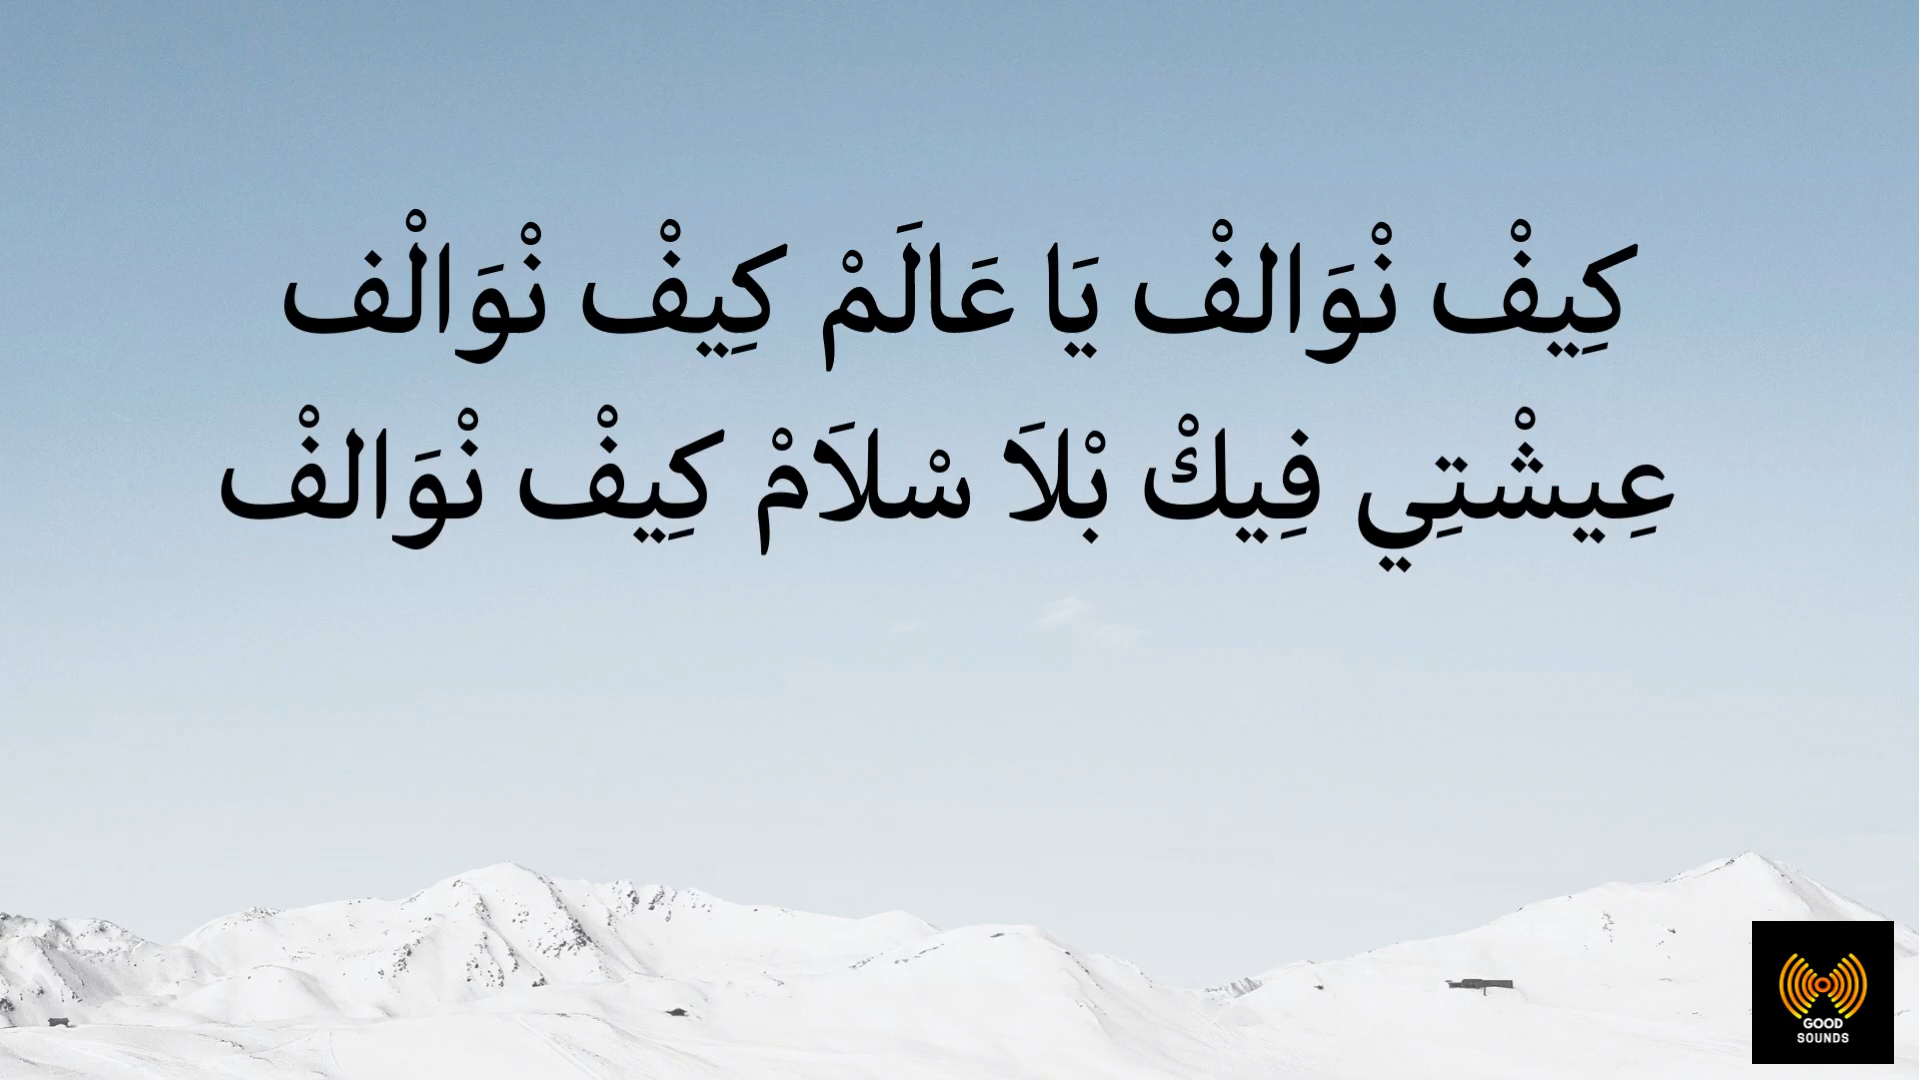 كِيفْ نْوَالفْ يَا عَالَمْ كِيفْ نْوَالْف
عِيشْتِي فِيكْ بْلاَ سْلاَمْ كِيفْ نْوَالفْ
GOOD
SOUNDS